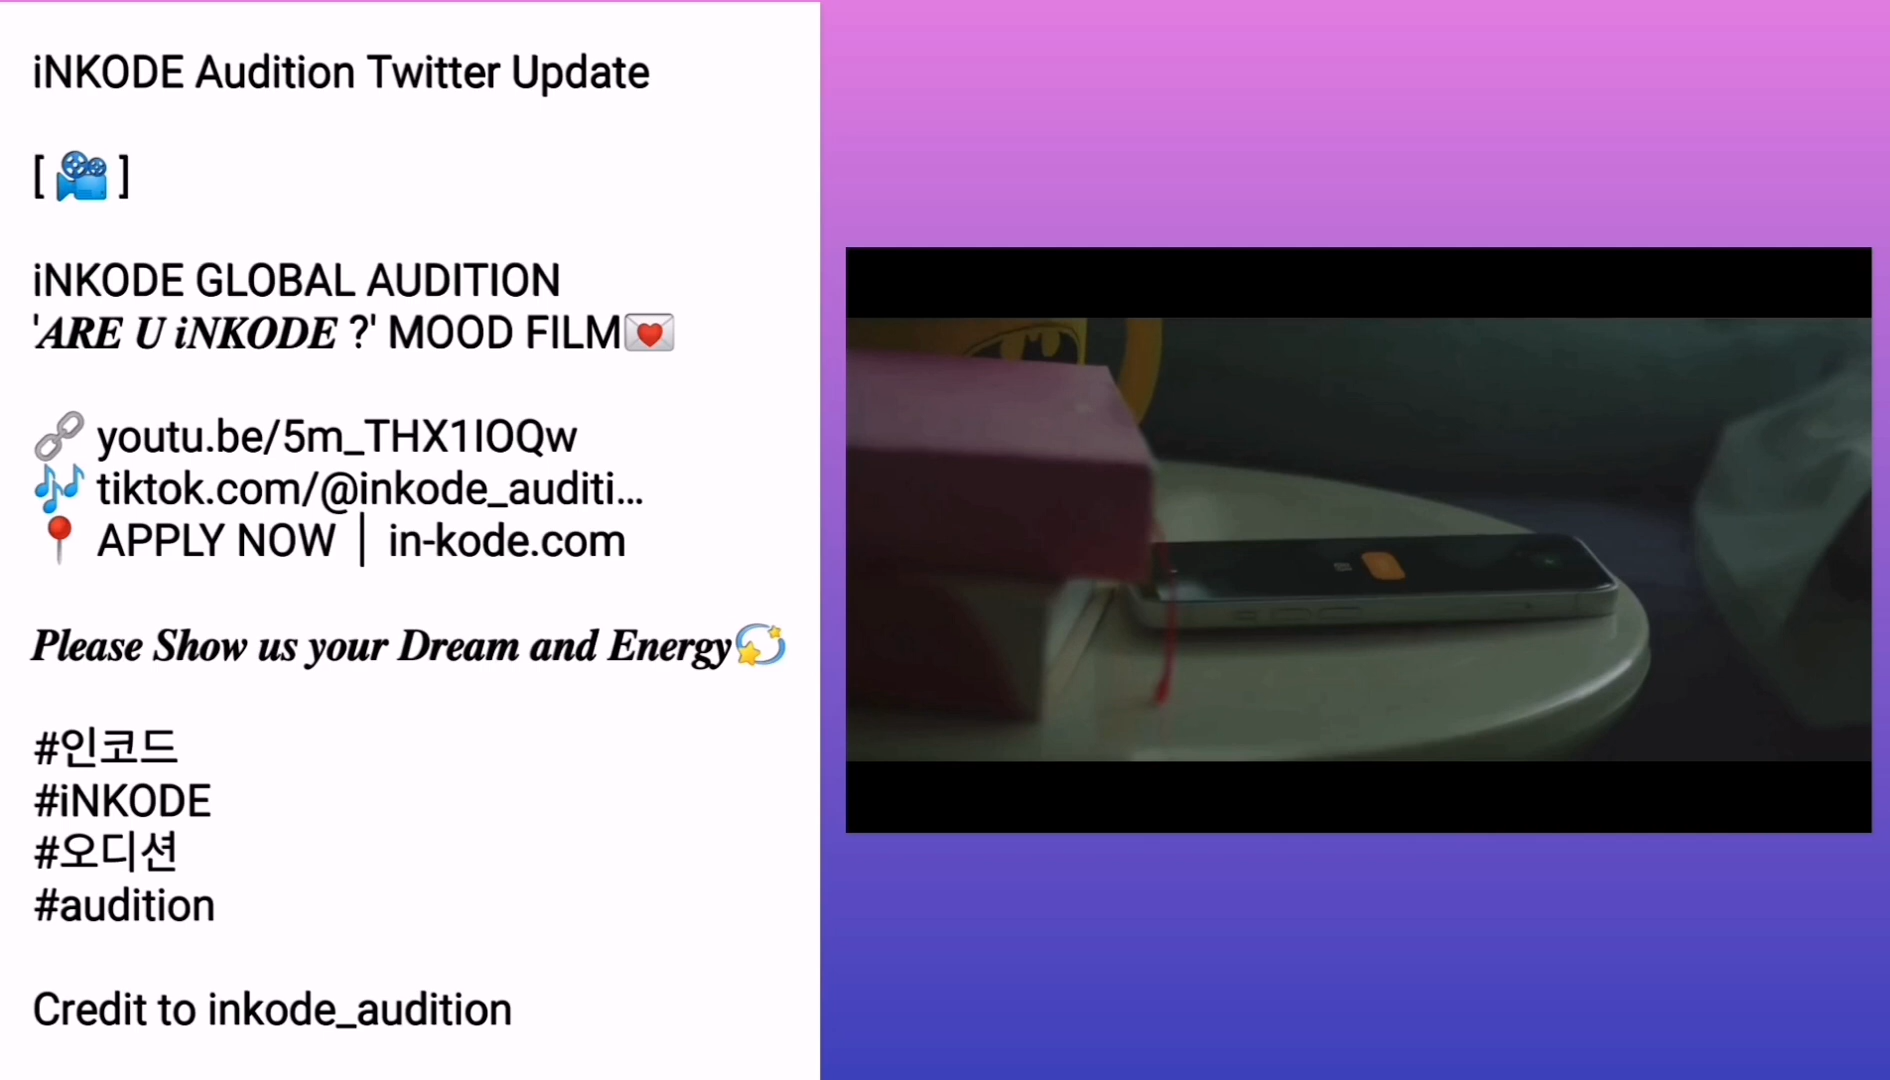 iNKODE Audition Twitter Update
[ 🎥 ]
iNKODE GLOBAL AUDITION
'𝑨𝑹𝑬 𝑼 𝒊𝑵𝑲𝑶𝑫𝑬 ?' MOOD FILM💌
🔗 youtu.be/5m_THX1IOQw
🎶 tiktok.com/@inkode_auditi…
📍 APPLY NOW │ in-kode.com
𝑷𝒍𝒆𝒂𝒔𝒆 𝑺𝒉𝒐𝒘 𝒖𝒔 𝒚𝒐𝒖𝒓 𝑫𝒓𝒆𝒂𝒎 𝒂𝒏𝒅 𝑬𝒏𝒆𝒓𝒈𝒚💫
#인코드
#iNKODE
#오디션
#audition
Credit to inkode_audition